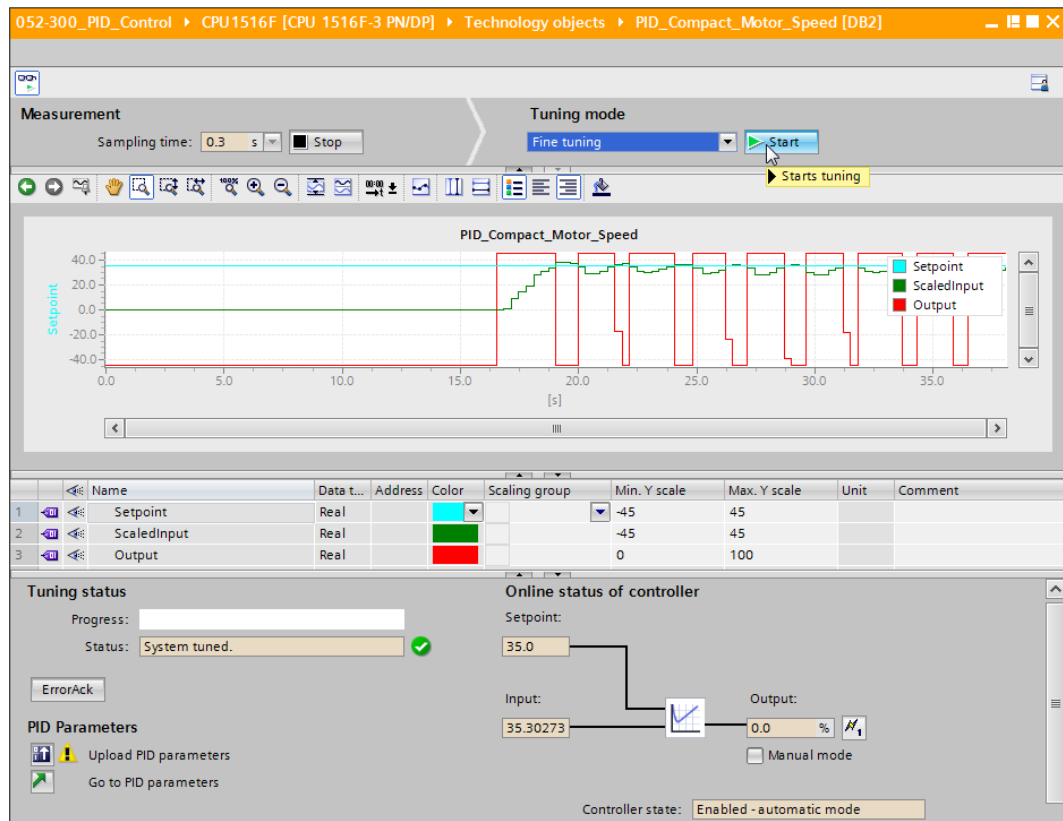 052-300_PID_Control ▸ CPU1516F [CPU 1516F-3 PN/DP] ▸ Technology objects ▸ PID_Compact_Motor_Speed [DB2]
Measurement
Tuning mode
Sampling time: 0.3 s Stop
Fine tuning Start
Starts tuning
PID_Compact_Motor_Speed
Setpoint
40.0
20.0
0.0
-20.0
-40.0
0.0 5.0 10.0 15.0 20.0 25.0 30.0 35.0
[s]
Setpoint
ScaledInput
Output
Name Data t... Address Color Scaling group Min. Y scale Max. Y scale Unit Comment
1 Setpoint Real -45 45
2 ScaledInput Real -45 45
3 Output Real 0 100
Tuning status
Progress:
Status: System tuned.
ErrorAck
PID Parameters
Upload PID parameters
Go to PID parameters
Online status of controller
Setpoint:
35.0
Input:
35.30273
Output:
0.0 %
Manual mode
Controller state: Enabled - automatic mode